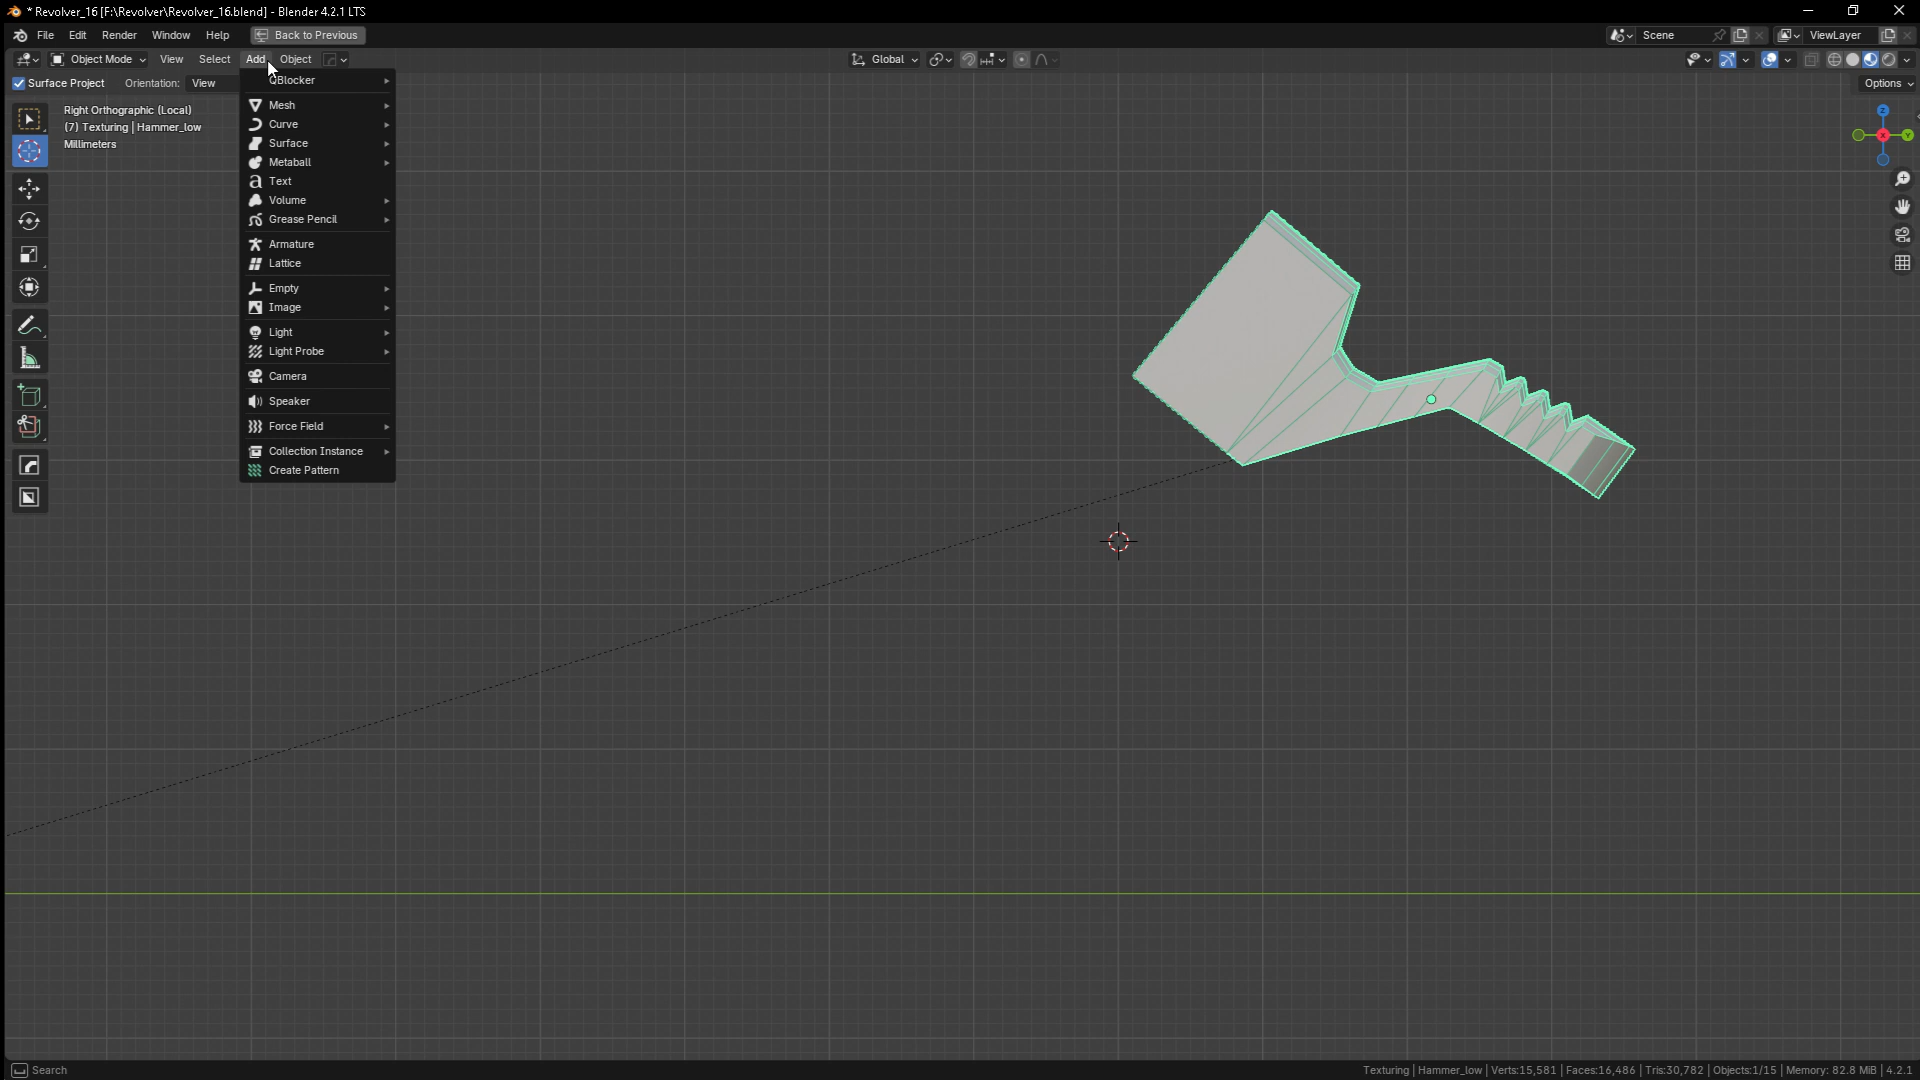 * Revolver_16 [F:\Revolver\Revolver_16.blend] - Blender 4.2.1 LTS
File Edit Render Window Help Back to Previous
Scene ViewLayer
Object Mode View Select Add Object Global
Surface Project Orientation: View Options
Right Orthographic (Local)
(7) Texturing | Hammer_low
Millimeters
QBlocker
Mesh
Curve
Surface
Metaball
Text
Volume
Grease Pencil
Armature
Lattice
Empty
Image
Light
Light Probe
Camera
Speaker
Force Field
Collection Instance
Create Pattern
Z
X
Y
Search
Texturing | Hammer_low | Verts:15,581 | Faces:16,486 | Tris:30,782 | Objects:1/15 | Memory: 82.8 MiB | 4.2.1